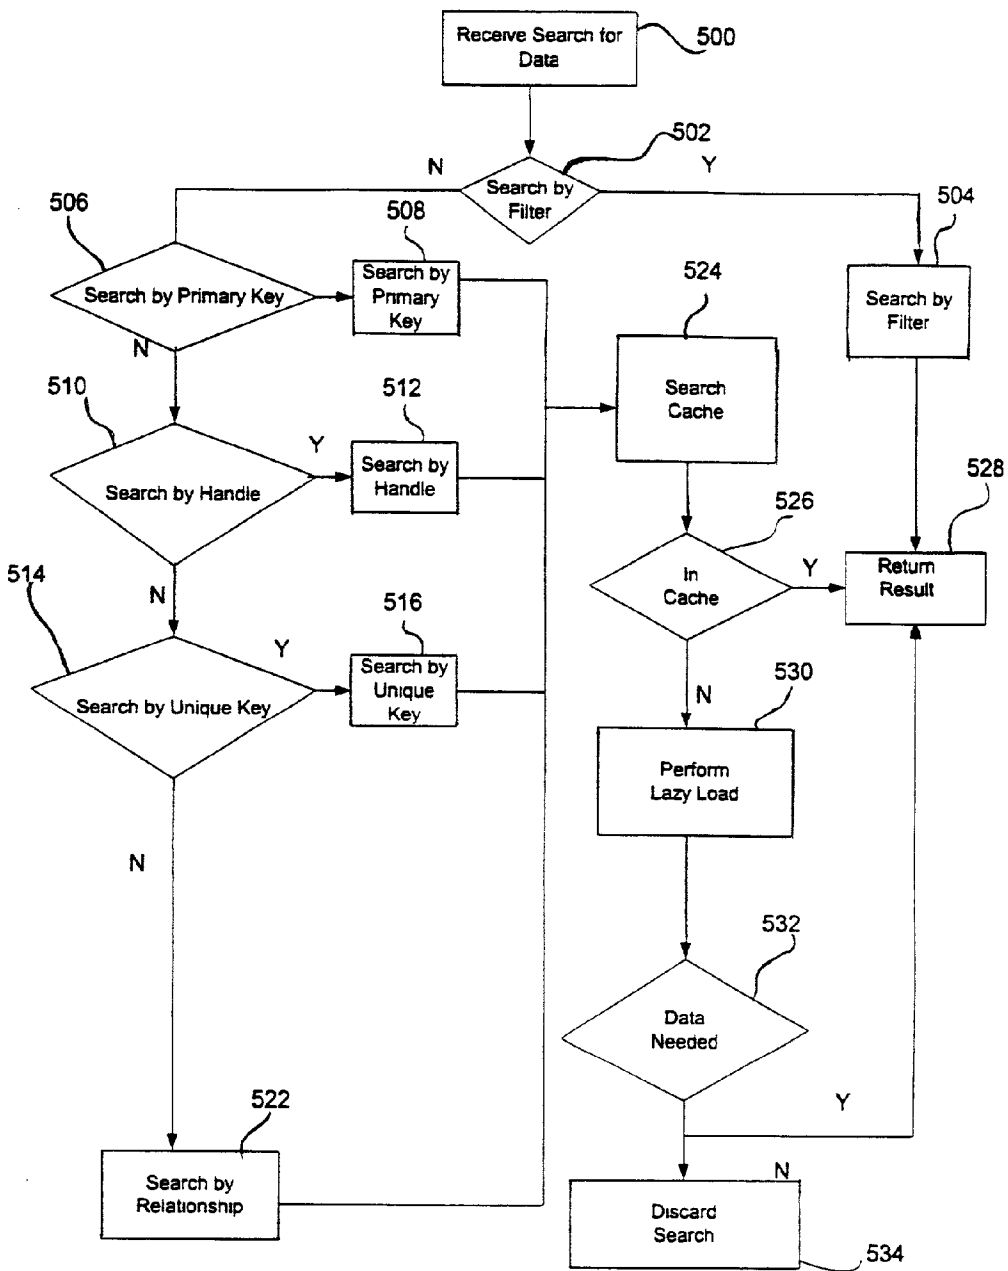 Receive Search for
Data
500
502
N
Y
Search by
Filter
506
508
504
524
Search by Primary Key
Search by
Primary
Key
Search by
Filter
N
510
512
Search
Cache
Y
Search by Handle
Search by
Handle
528
526
514
N
In
Cache
Y
Return
Result
516
Y
Search by Unique Key
Search by
Unique
Key
N
530
Perform
Lazy Load
N
532
Data
Needed
522
Y
Search by
Relationship
N
Discard
Search
534